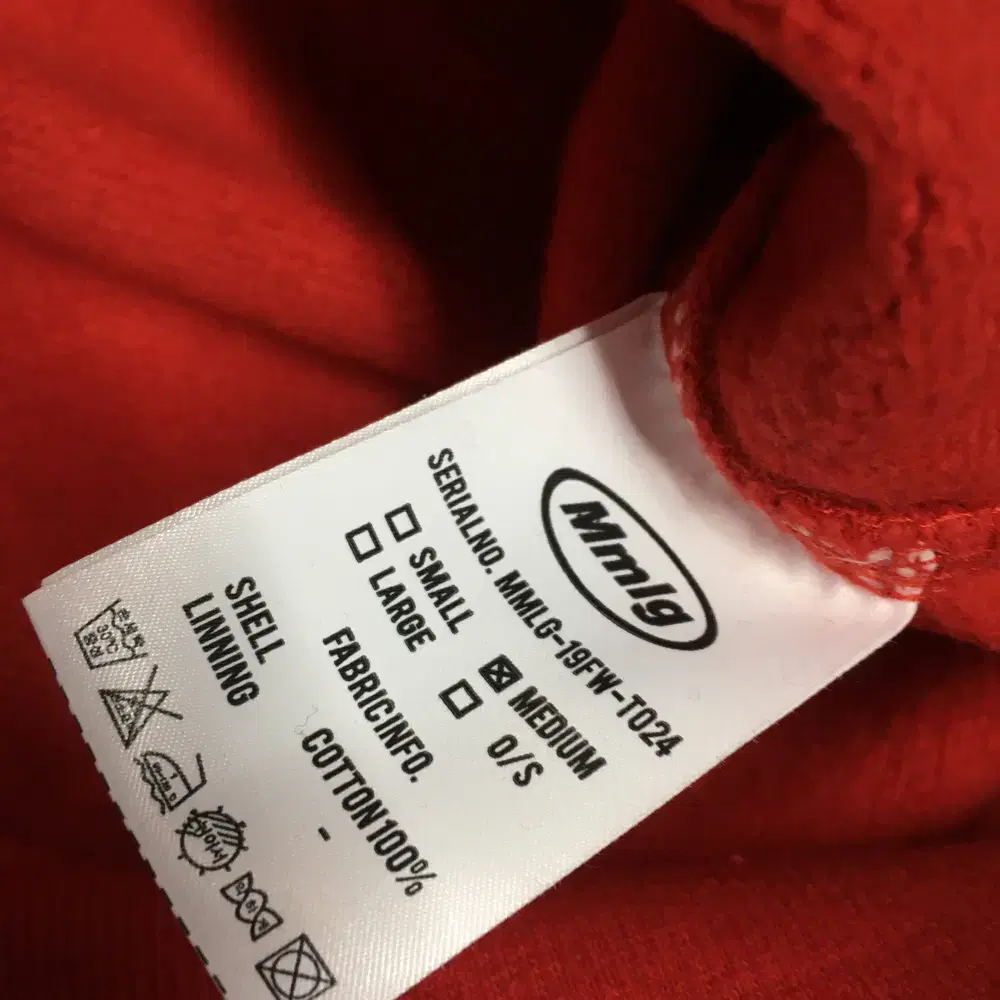 Mmlg
SERIALNO. MMLG-19FW-T024
SMALL MEDIUM
LARGE O/S
FABRICINFO.
SHELL COTTON100%
LINNING -